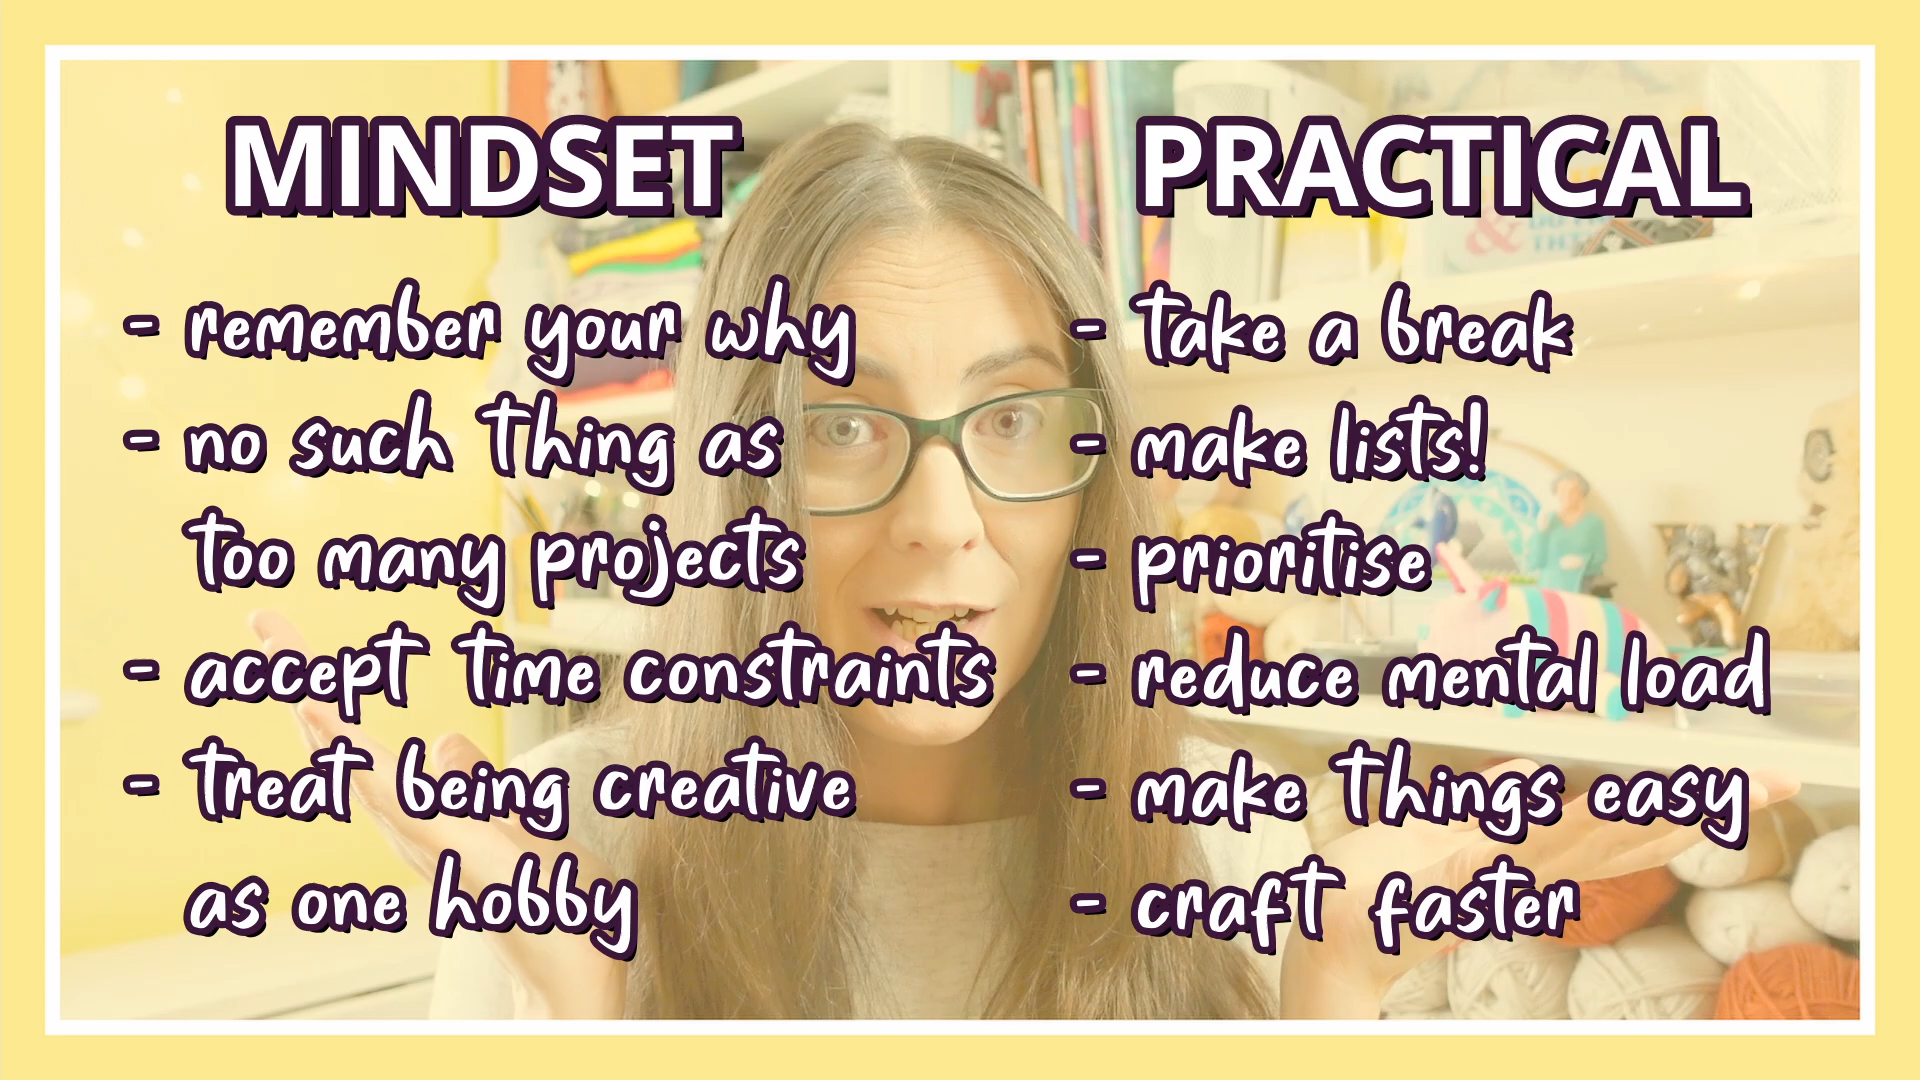 MINDSET
- remember your why
- no such thing as
too many projects
- accept time constraints
- treat being creative
as one hobby
PRACTICAL
- take a break
- make lists!
- prioritise
- reduce mental load
- make things easy
- craft faster